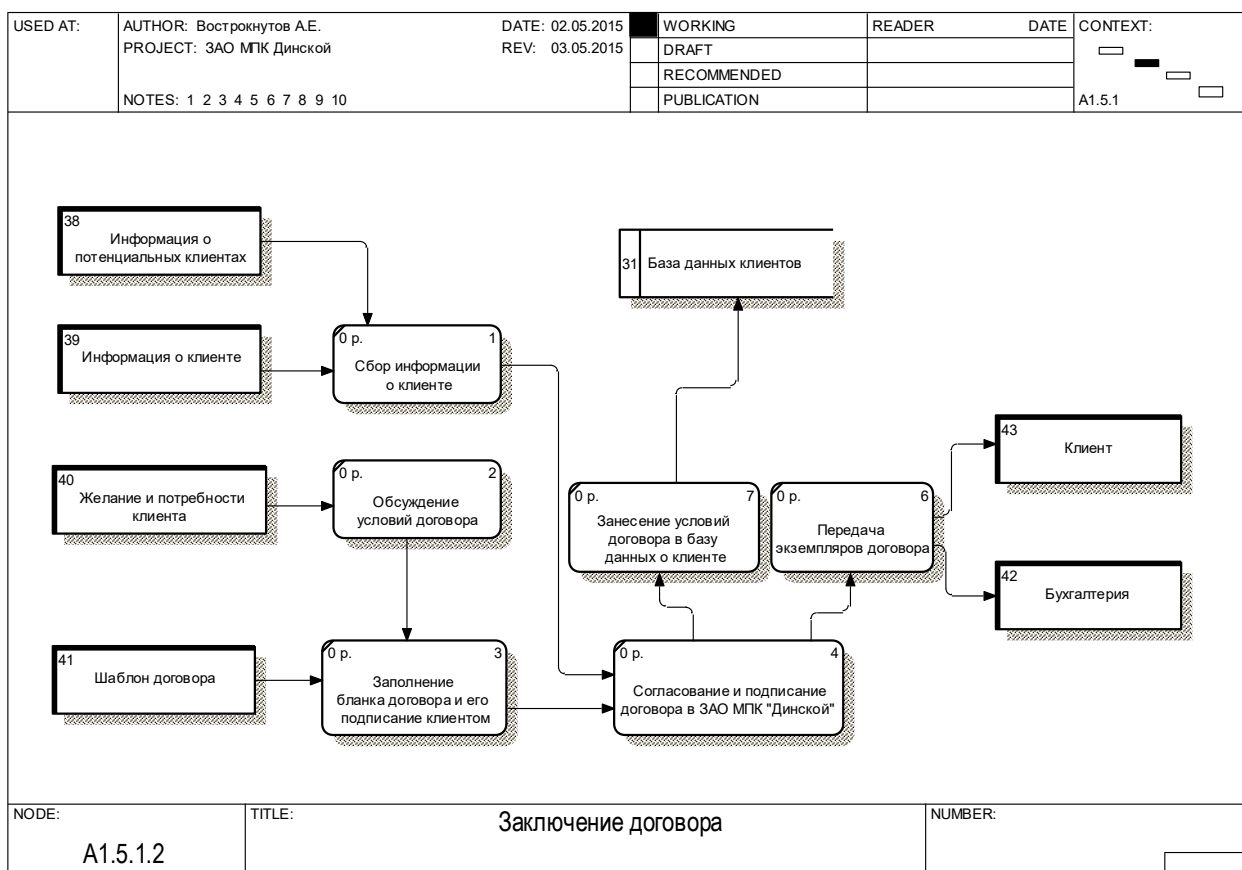 USED AT:
AUTHOR: Вострокнутов А.Е.
DATE: 02.05.2015
PROJECT: ЗАО МПК Динской
REV: 03.05.2015
NOTES: 1 2 3 4 5 6 7 8 9 10
WORKING
DRAFT
RECOMMENDED
PUBLICATION
READER
DATE
CONTEXT:
A1.5.1
38
Информация о
потенциальных клиентах
31
База данных клиентов
39
Информация о клиенте
0 р.
1
Сбор информации
о клиенте
40
Желание и потребности
клиента
0 р.
2
Обсуждение
условий договора
0 р.
7
Занесение условий
договора в базу
данных о клиенте
0 р.
6
Передача
экземпляров договора
43
Клиент
42
Бухгалтерия
41
Шаблон договора
0 р.
3
Заполнение
бланка договора и его
подписание клиентом
0 р.
4
Согласование и подписание
договора в ЗАО МПК "Динской"
NODE:
A1.5.1.2
TITLE:
Заключение договора
NUMBER: